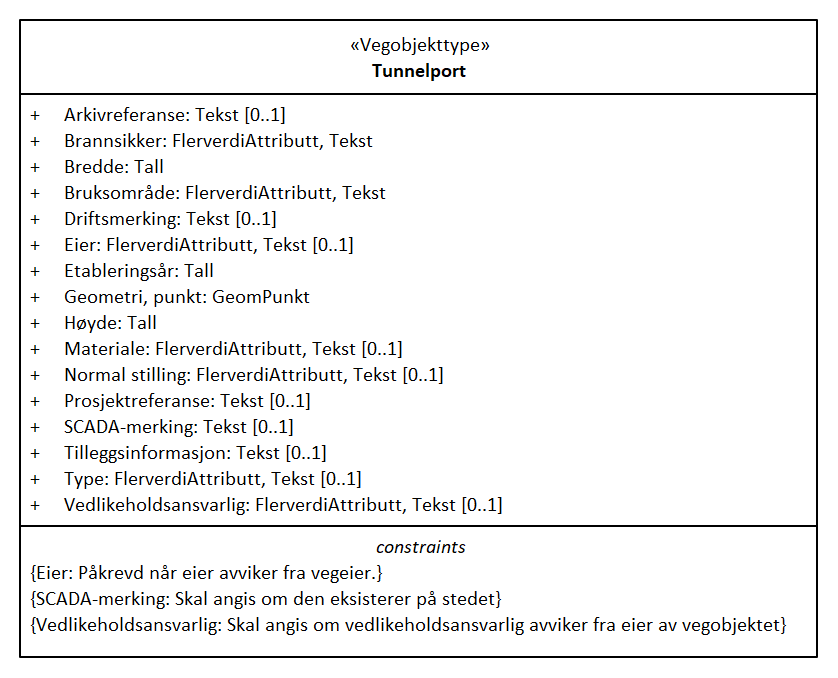 «Vegobjekttype»
Tunnelport
+ Arkivreferanse: Tekst [0..1]
+ Brannsikker: FlerverdiAttributt, Tekst
+ Bredde: Tall
+ Bruksområde: FlerverdiAttributt, Tekst
+ Driftsmerking: Tekst [0..1]
+ Eier: FlerverdiAttributt, Tekst [0..1]
+ Etableringsår: Tall
+ Geometri, punkt: GeomPunkt
+ Høyde: Tall
+ Materiale: FlerverdiAttributt, Tekst [0..1]
+ Normal stilling: FlerverdiAttributt, Tekst [0..1]
+ Prosjektreferanse: Tekst [0..1]
+ SCADA-merking: Tekst [0..1]
+ Tilleggsinformasjon: Tekst [0..1]
+ Type: FlerverdiAttributt, Tekst [0..1]
+ Vedlikeholdsansvarlig: FlerverdiAttributt, Tekst [0..1]
constraints
{Eier: Påkrevd når eier avviker fra vegeier.}
{SCADA-merking: Skal angis om den eksisterer på stedet}
{Vedlikeholdsansvarlig: Skal angis om vedlikeholdsansvarlig avviker fra eier av vegobjektet}